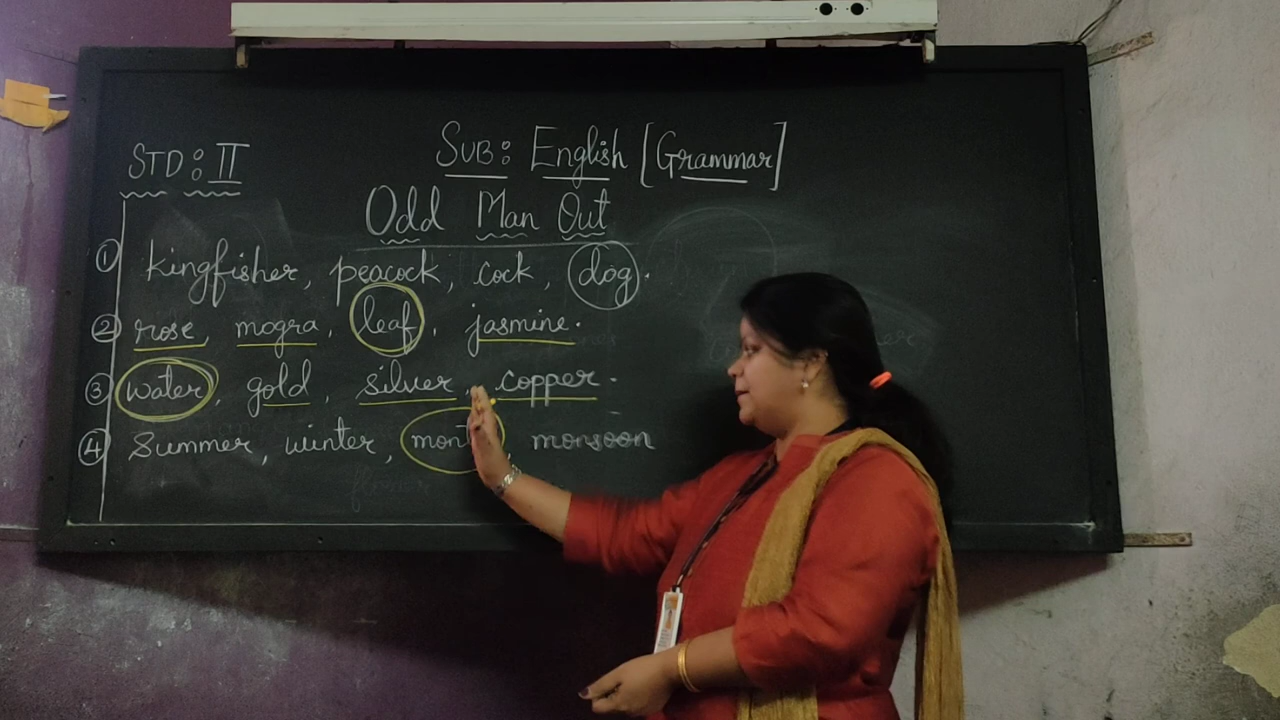 STD: II
SUB: English [Grammar]
Odd Man Out
① kingfisher, peacock, cock, dog.
② rose, mogra, leaf, jasmine.
③ water, gold, silver, copper.
④ Summer, winter, monsoon